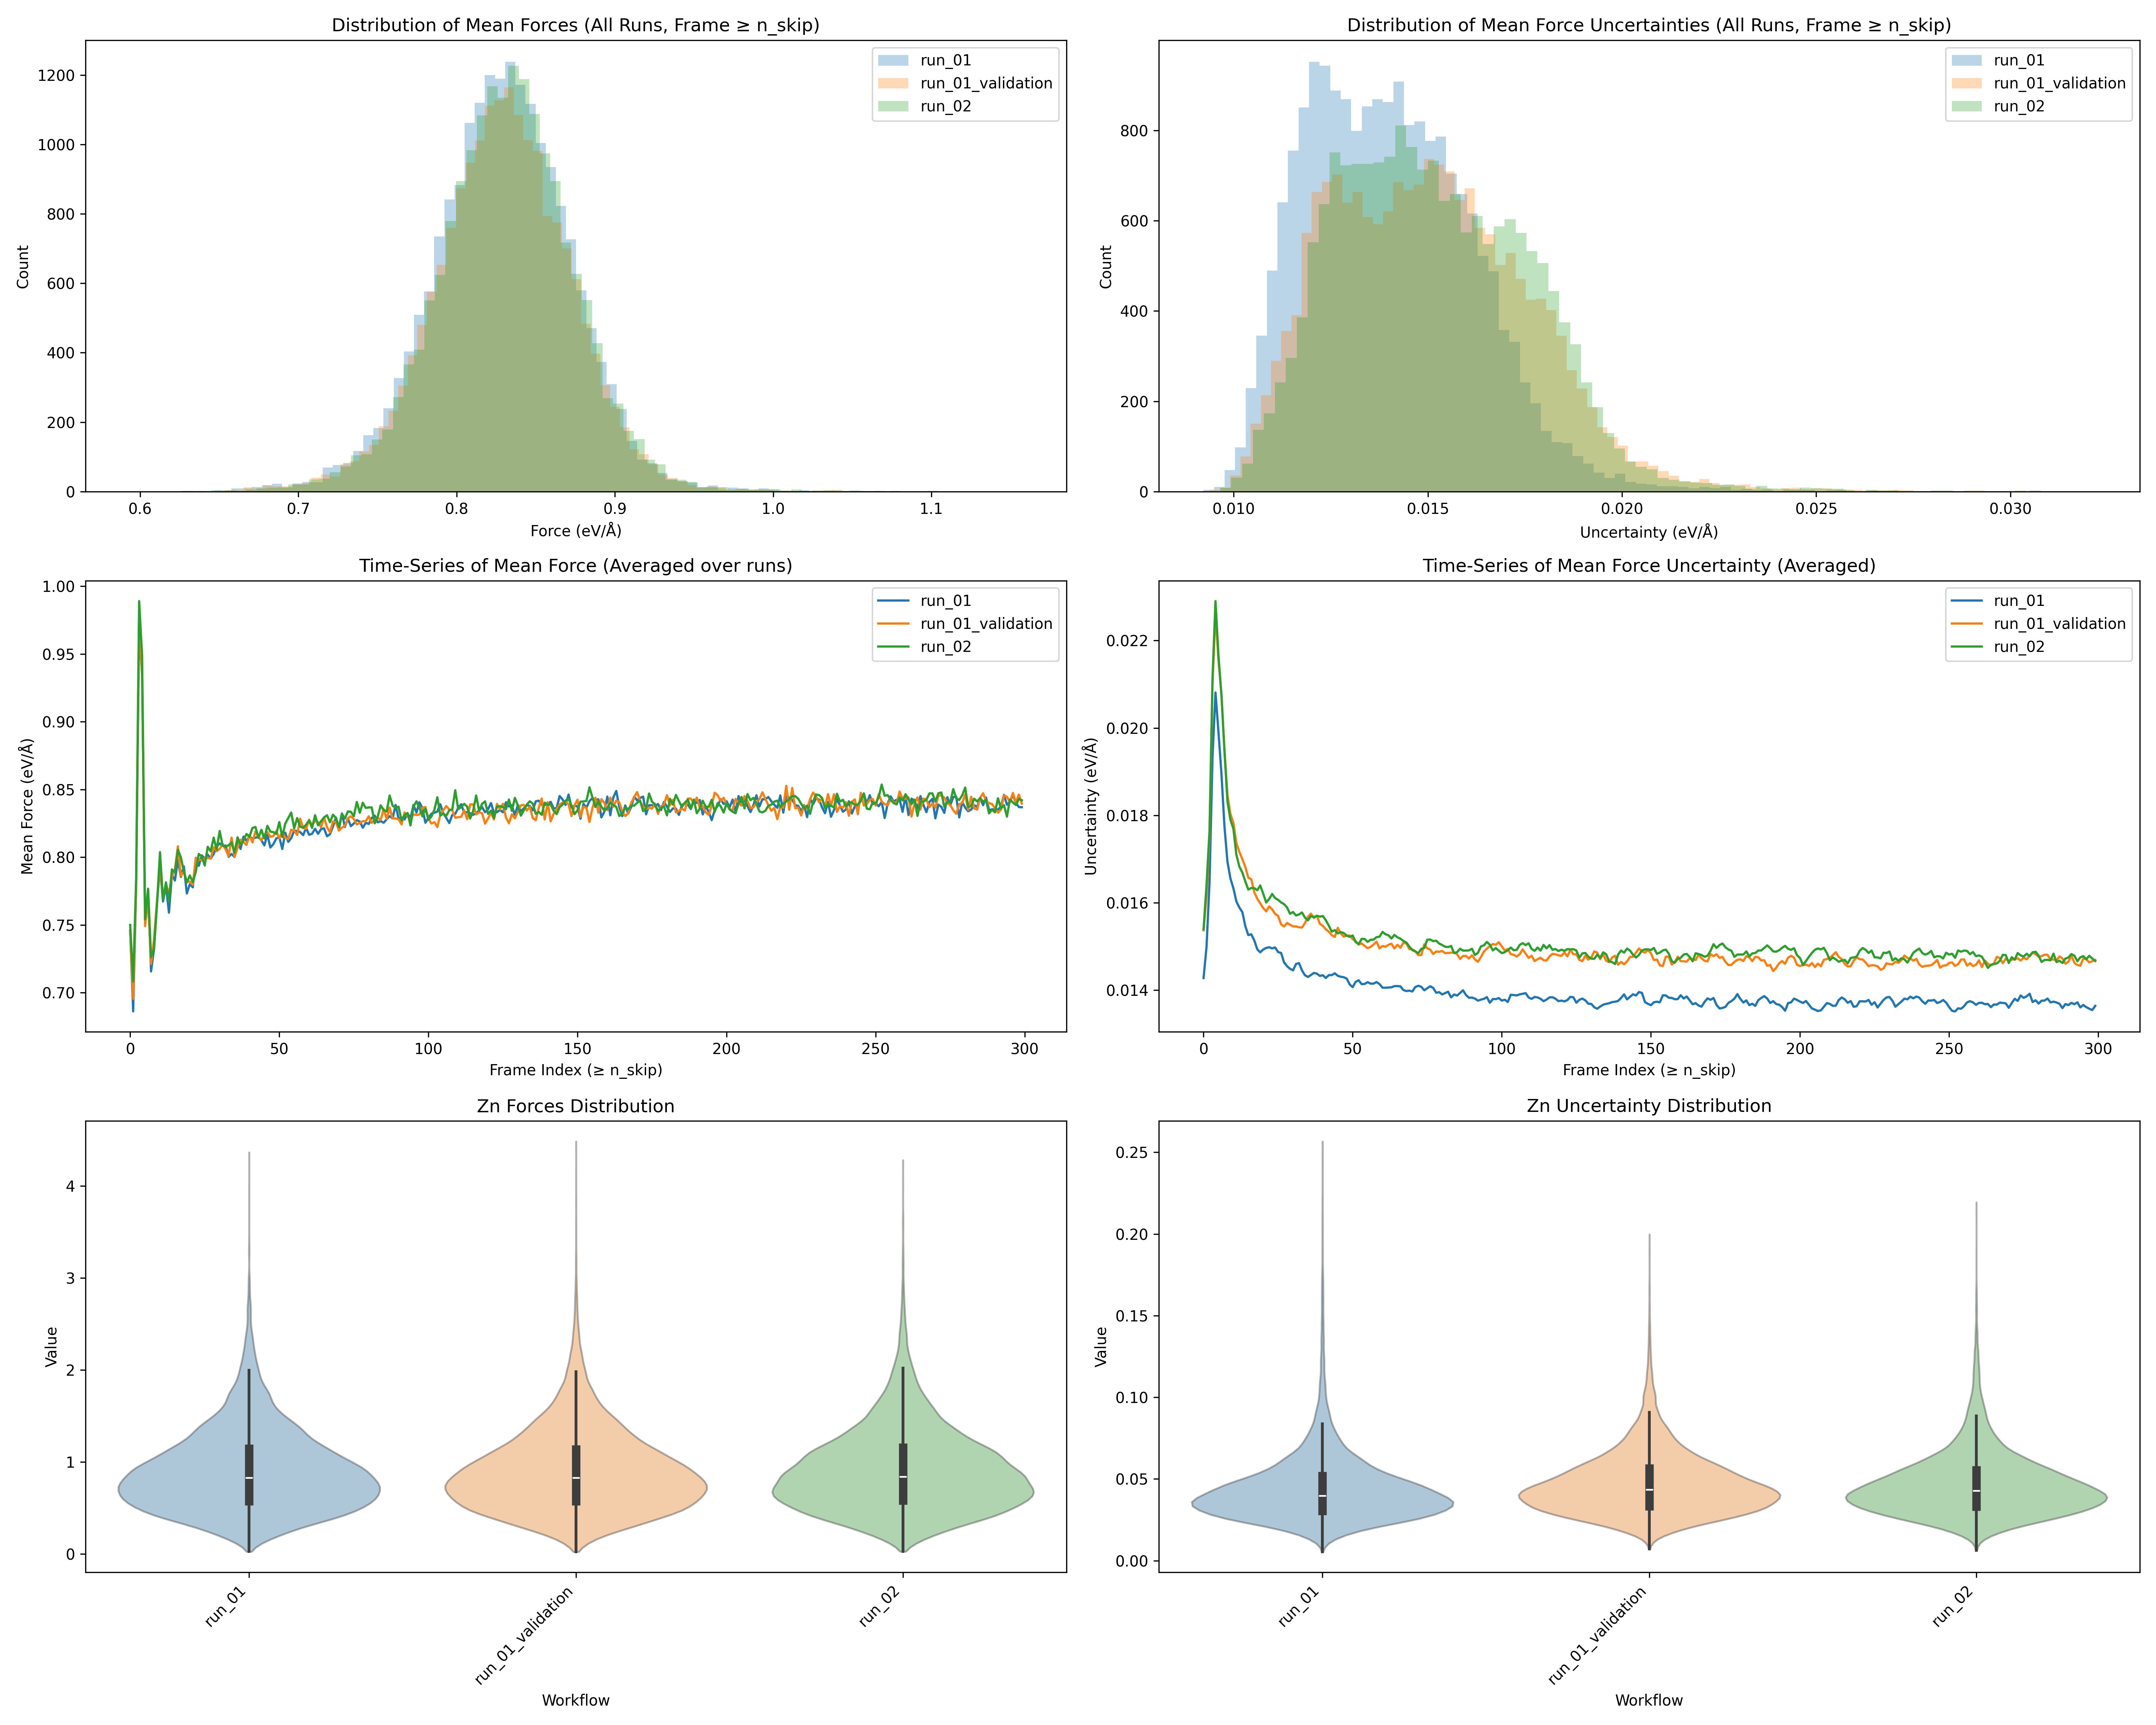 Distribution of Mean Forces (All Runs, Frame ≥ n_skip)
Count
1200
1000
800
600
400
200
0
0.6 0.7 0.8 0.9 1.0 1.1
Force (eV/Å)
run_01
run_01_validation
run_02
Distribution of Mean Force Uncertainties (All Runs, Frame ≥ n_skip)
Count
800
600
400
200
0
0.010 0.015 0.020 0.025 0.030
Uncertainty (eV/Å)
run_01
run_01_validation
run_02
Time-Series of Mean Force (Averaged over runs)
Mean Force (eV/Å)
1.00
0.95
0.90
0.85
0.80
0.75
0.70
0 50 100 150 200 250 300
Frame Index (≥ n_skip)
run_01
run_01_validation
run_02
Time-Series of Mean Force Uncertainty (Averaged)
Uncertainty (eV/Å)
0.022
0.020
0.018
0.016
0.014
0 50 100 150 200 250 300
Frame Index (≥ n_skip)
run_01
run_01_validation
run_02
Zn Forces Distribution
Value
4
3
2
1
0
run_01
run_01_validation
run_02
Workflow
Zn Uncertainty Distribution
Value
0.25
0.20
0.15
0.10
0.05
0.00
run_01
run_01_validation
run_02
Workflow